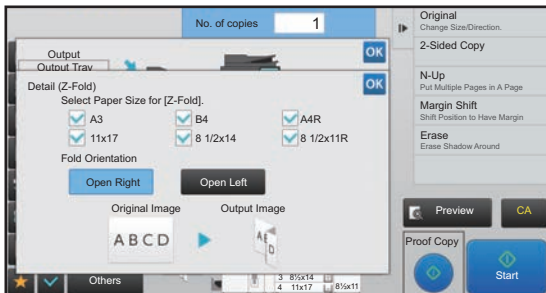 No. of copies 1
Output
Output Tray
OK
Detail (Z-Fold)
OK
Select Paper Size for [Z-Fold].
A3 B4 A4R
11x17 8 1/2x14 8 1/2x11R
Fold Orientation
Open Right Open Left
Original Image Output Image
A B C D
Others
3 8½x14
4 11x17 8½x11
Original
Change Size/Direction.
2-Sided Copy
N-Up
Put Multiple Pages in A Page
Margin Shift
Shift Position to Have Margin
Erase
Erase Shadow Around
Preview CA
Proof Copy
Start